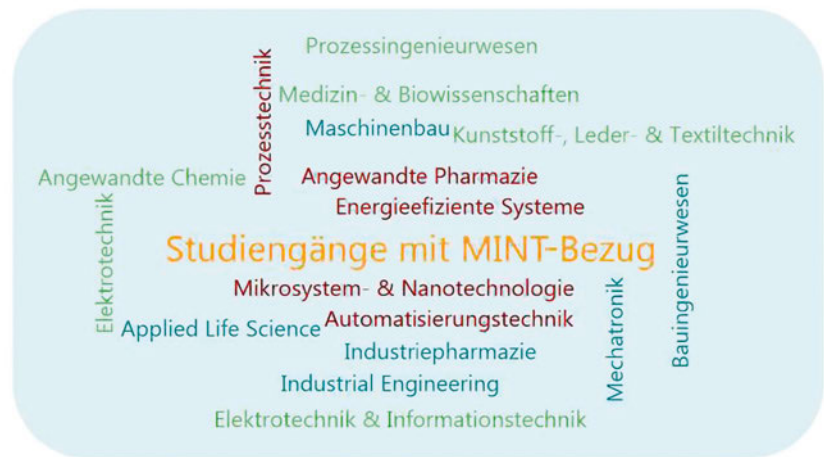 Prozessingenieurwesen
Prozesstechnik
Medizin- & Biowissenschaften
Maschinenbau
Kunststoff-, Leder- & Textiltechnik
Angewandte Chemie
Angewandte Pharmazie
Energieefiziente Systeme
Elektrotechnik
Studiengänge mit MINT-Bezug
Bauingenieurwesen
Mikrosystem- & Nanotechnologie
Mechatronik
Applied Life Science
Automatisierungstechnik
Industriepharmazie
Industrial Engineering
Elektrotechnik & Informationstechnik